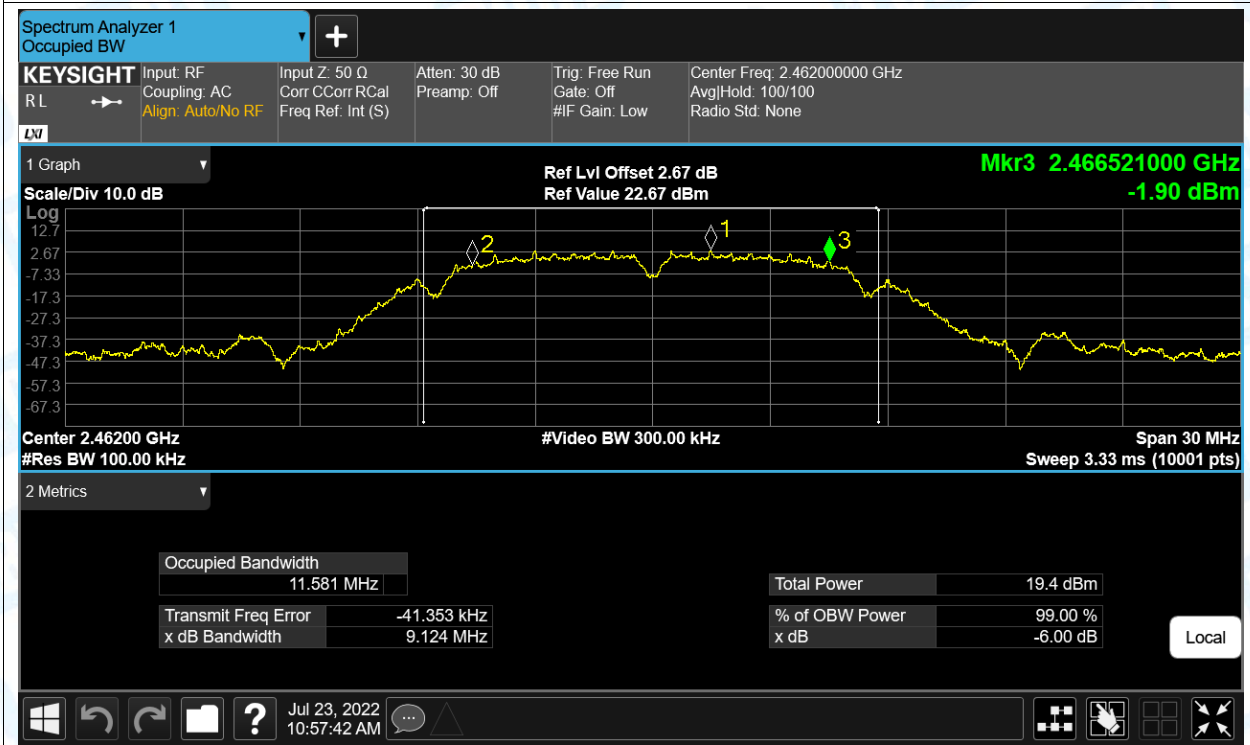 Spectrum Analyzer 1
Occupied BW
▼
+
KEYSIGHT
R L
LXI
Input: RF
Coupling: AC
Align: Auto/No RF
Input Z: 50 Ω
Corr CCorr RCal
Freq Ref: Int (S)
Atten: 30 dB
Preamp: Off
Trig: Free Run
Gate: Off
#IF Gain: Low
Center Freq: 2.462000000 GHz
Avg|Hold: 100/100
Radio Std: None
1 Graph ▼
Scale/Div 10.0 dB
Ref Lvl Offset 2.67 dB
Ref Value 22.67 dBm
Mkr3 2.466521000 GHz
-1.90 dBm
Log
12.7
2.67
-7.33
-17.3
-27.3
-37.3
-47.3
-57.3
-67.3
2
1
3
Center 2.46200 GHz
#Res BW 100.00 kHz
#Video BW 300.00 kHz
Span 30 MHz
Sweep 3.33 ms (10001 pts)
2 Metrics ▼
Occupied Bandwidth
11.581 MHz
Transmit Freq Error -41.353 kHz
x dB Bandwidth 9.124 MHz
Total Power 19.4 dBm
% of OBW Power 99.00 %
x dB -6.00 dB
Local
?
Jul 23, 2022
10:57:42 AM